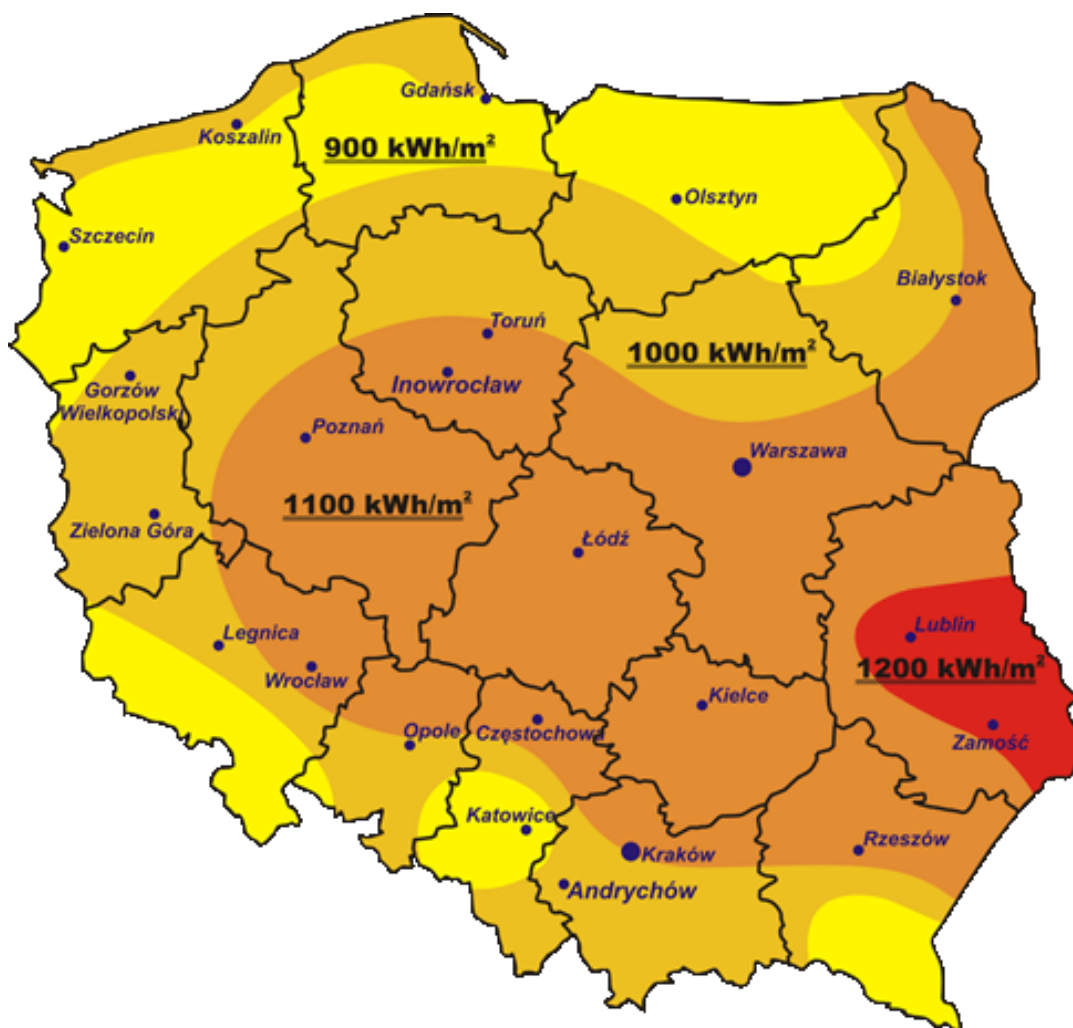 Gdańsk
Koszalin
900 kWh/m²
Olsztyn
Szczecin
Białystok
Toruń
1000 kWh/m²
Inowrocław
Gorzów
Wielkopolski
Poznań
Warszawa
1100 kWh/m²
Zielona Góra
Łódź
Legnica
Lublin
1200 kWh/m²
Wrocław
Kielce
Opole
Częstochowa
Zamość
Katowice
Rzeszów
Kraków
Andrychów